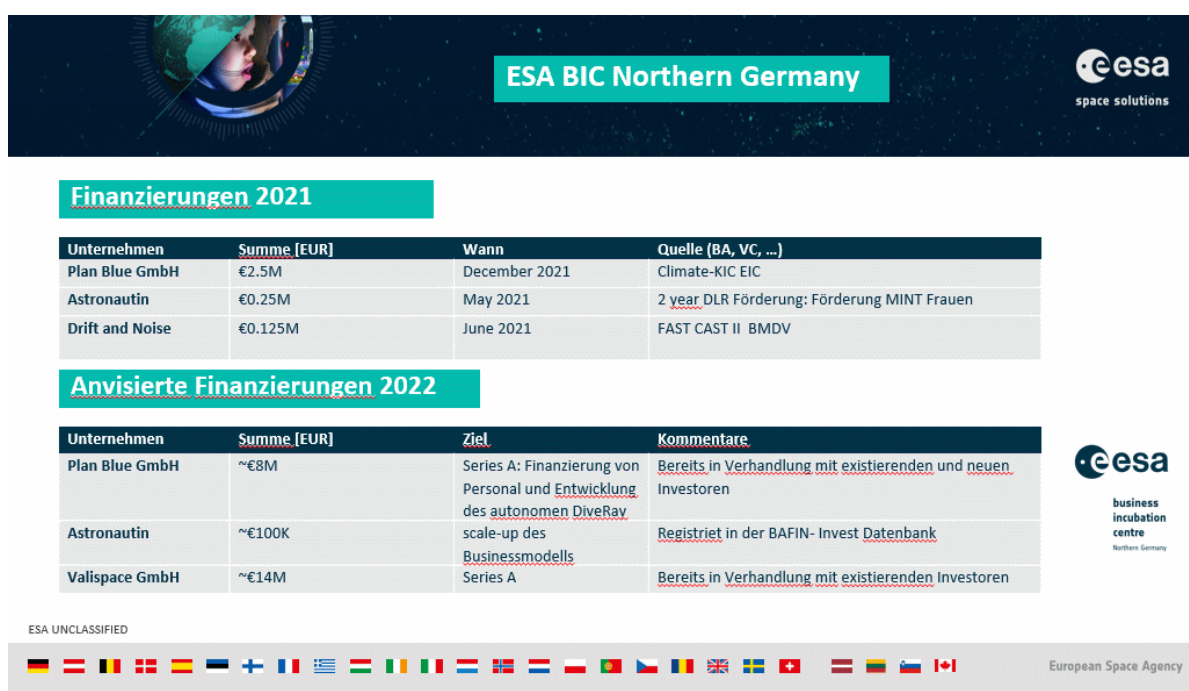 ESA BIC Northern Germany
esa
space solutions
Finanzierungen 2021
Unternehmen Summe [EUR] Wann Quelle (BA, VC, ...)
Plan Blue GmbH €2.5M December 2021 Climate-KIC EIC
Astronautin €0.25M May 2021 2 year DLR Förderung: Förderung MINT Frauen
Drift and Noise €0.125M June 2021 FAST CAST II BMDV
Anvisierte Finanzierungen 2022
Unternehmen Summe [EUR] Ziel Kommentare
Plan Blue GmbH ~€8M Series A: Finanzierung von Bereits in Verhandlung mit existierenden und neuen
Personal und Entwicklung Investoren
des autonomen DiveRay
Astronautin ~€100K scale-up des Registriet in der BAFIN- Invest Datenbank
Businessmodells
Valispace GmbH ~€14M Series A Bereits in Verhandlung mit existierenden Investoren
esa
business
incubation
centre
Northern Germany
ESA UNCLASSIFIED
European Space Agency